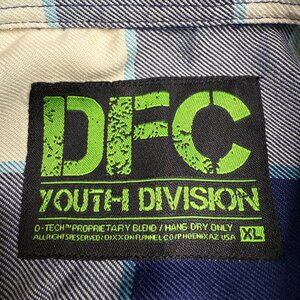 DFC
YOUTH DIVISION
D-TECH™ PROPRIETARY BLEND / HANG DRY ONLY
ALL RIGHTS RESERVED / DIXXON FLANNEL CO / PHOENIX AZ USA
XL